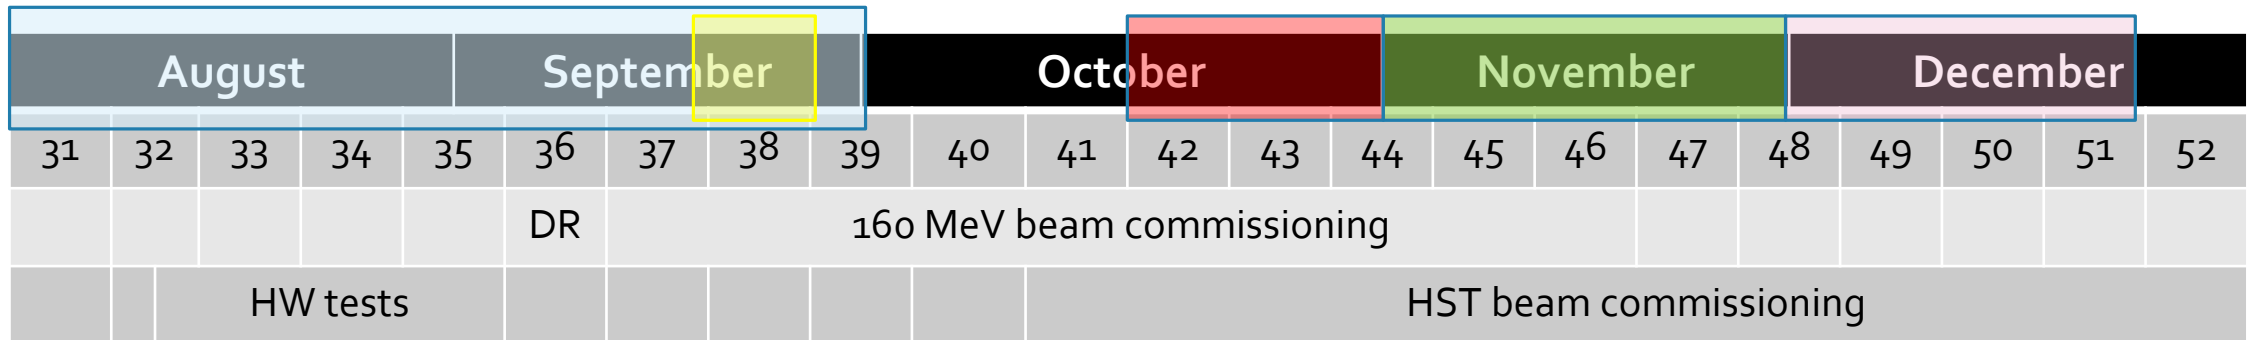 August September October November December
31 32 33 34 35 36 37 38 39 40 41 42 43 44 45 46 47 48 49 50 51 52
DR 160 MeV beam commissioning
HW tests HST beam commissioning